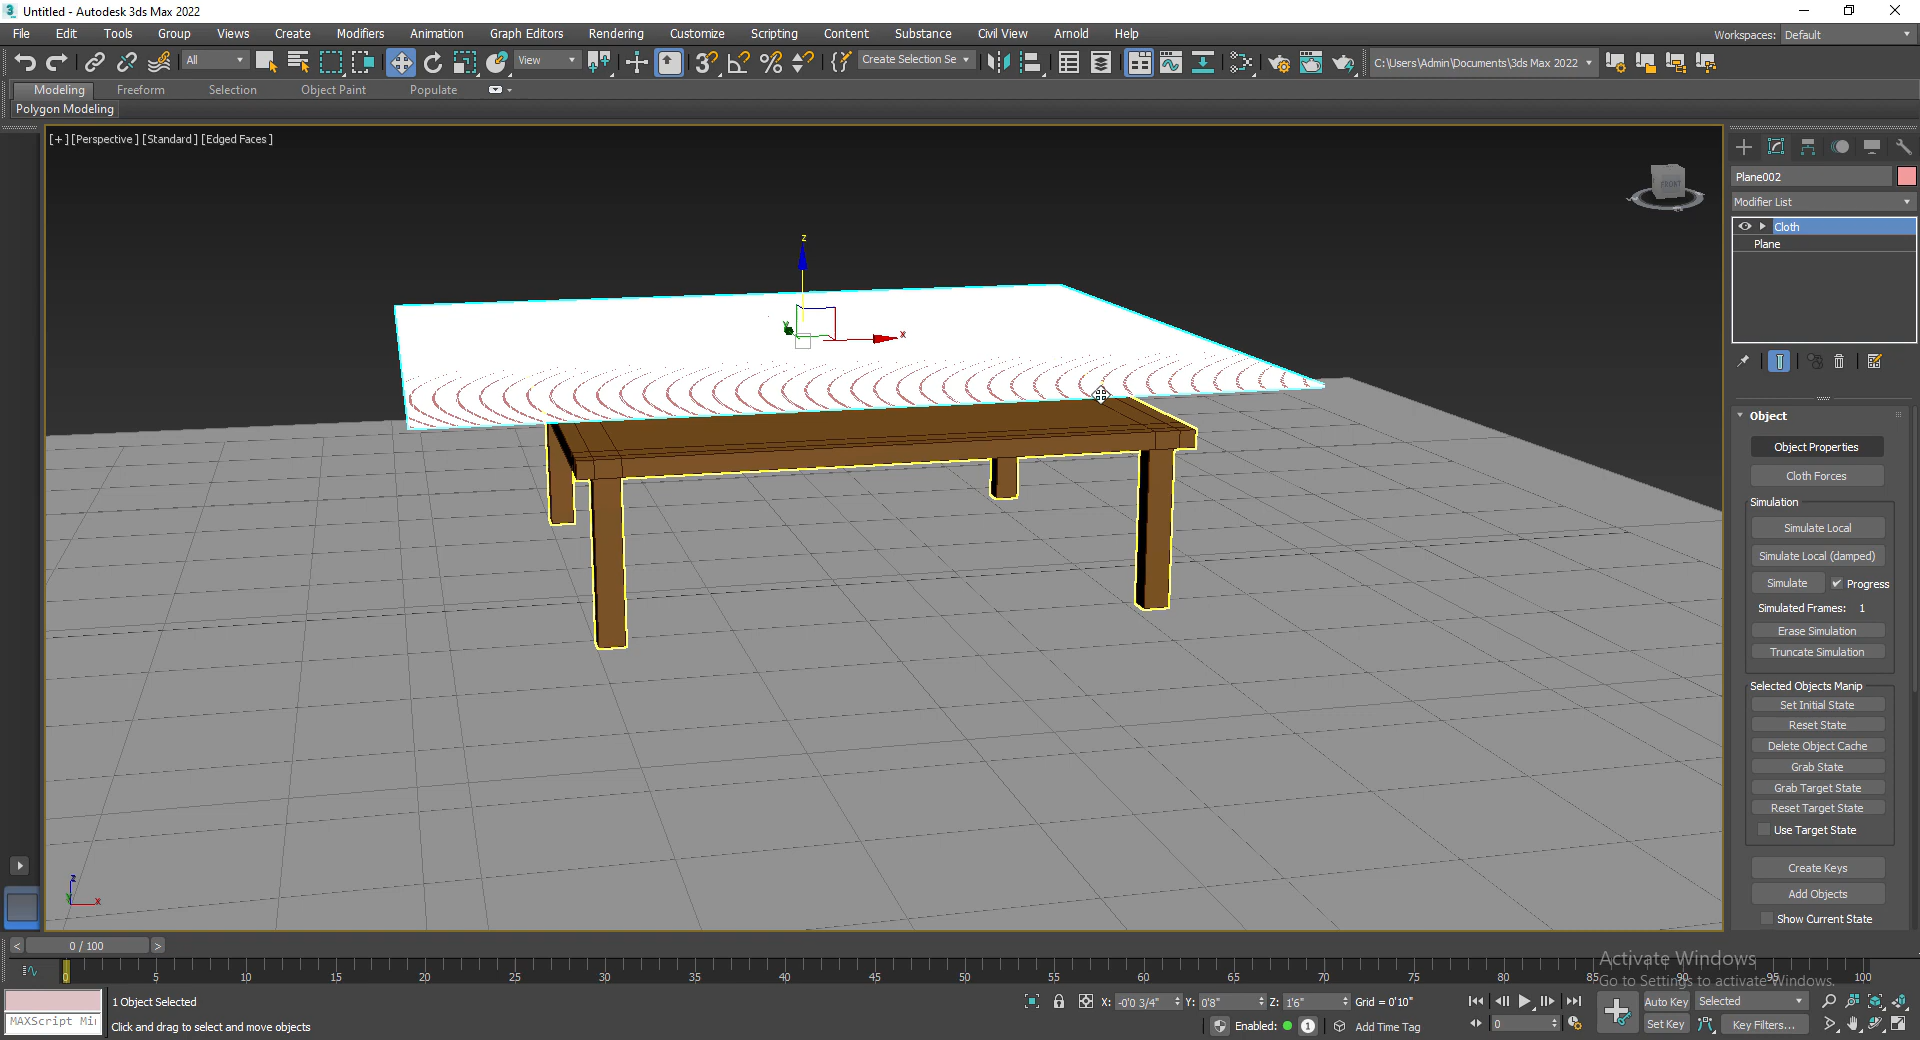 Untitled - Autodesk 3ds Max 2022
File Edit Tools Group Views Create Modifiers Animation Graph Editors Rendering Customize Scripting Content Substance Civil View Arnold Help Workspaces: Default
All View Create Selection Se C:\Users\Admin\Documents\3ds Max 2022
Modeling Freeform Selection Object Paint Populate
Polygon Modeling
[+] [Perspective] [Standard] [Edged Faces]
FRONT
z
x
y
Plane002
Modifier List
Cloth
Plane
Object
Object Properties
Cloth Forces
Simulation
Simulate Local
Simulate Local (damped)
Simulate Progress
Simulated Frames: 1
Erase Simulation
Truncate Simulation
Selected Objects Manip
Set Initial State
Reset State
Delete Object Cache
Grab State
Grab Target State
Reset Target State
Use Target State
Create Keys
Add Objects
Show Current State
z
y
x
< 0 / 100 >
0 5 10 15 20 25 30 35 40 45 50 55 60 65 70 75 80 85 90 95 100
Activate Windows
Go to Settings to activate Windows.
1 Object Selected
X: -0'0 3/4" Y: 0'8" Z: 1'6" Grid = 0'10"
Auto Key Selected
MAXScript Mi
Click and drag to select and move objects
Enabled: 1 Add Time Tag
0
Set Key Key Filters...